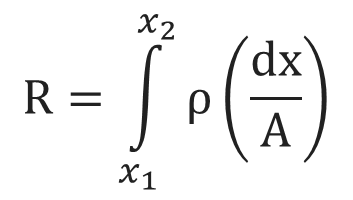 R = ∫_{x₁}^{x₂} ρ (dx/A)